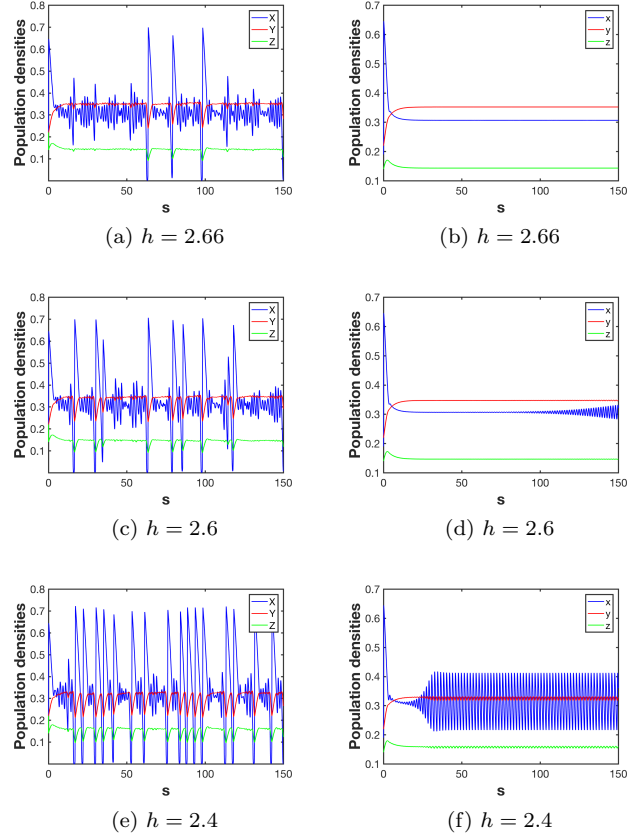 0.8
0.7
0.6
0.5
0.4
0.3
0.2
0.1
0
50
100
150
Population densities
s
X
Y
Z
(a) h = 2.66
0.7
0.6
0.5
0.4
0.3
0.2
0.1
0
50
100
150
Population densities
s
x
y
z
(b) h = 2.66
0.8
0.7
0.6
0.5
0.4
0.3
0.2
0.1
0
50
100
150
Population densities
s
X
Y
Z
(c) h = 2.6
0.7
0.6
0.5
0.4
0.3
0.2
0.1
0
50
100
150
Population densities
s
x
y
z
(d) h = 2.6
0.8
0.7
0.6
0.5
0.4
0.3
0.2
0.1
0
50
100
150
Population densities
s
X
Y
Z
(e) h = 2.4
0.7
0.6
0.5
0.4
0.3
0.2
0.1
0
50
100
150
Population densities
s
x
y
z
(f) h = 2.4